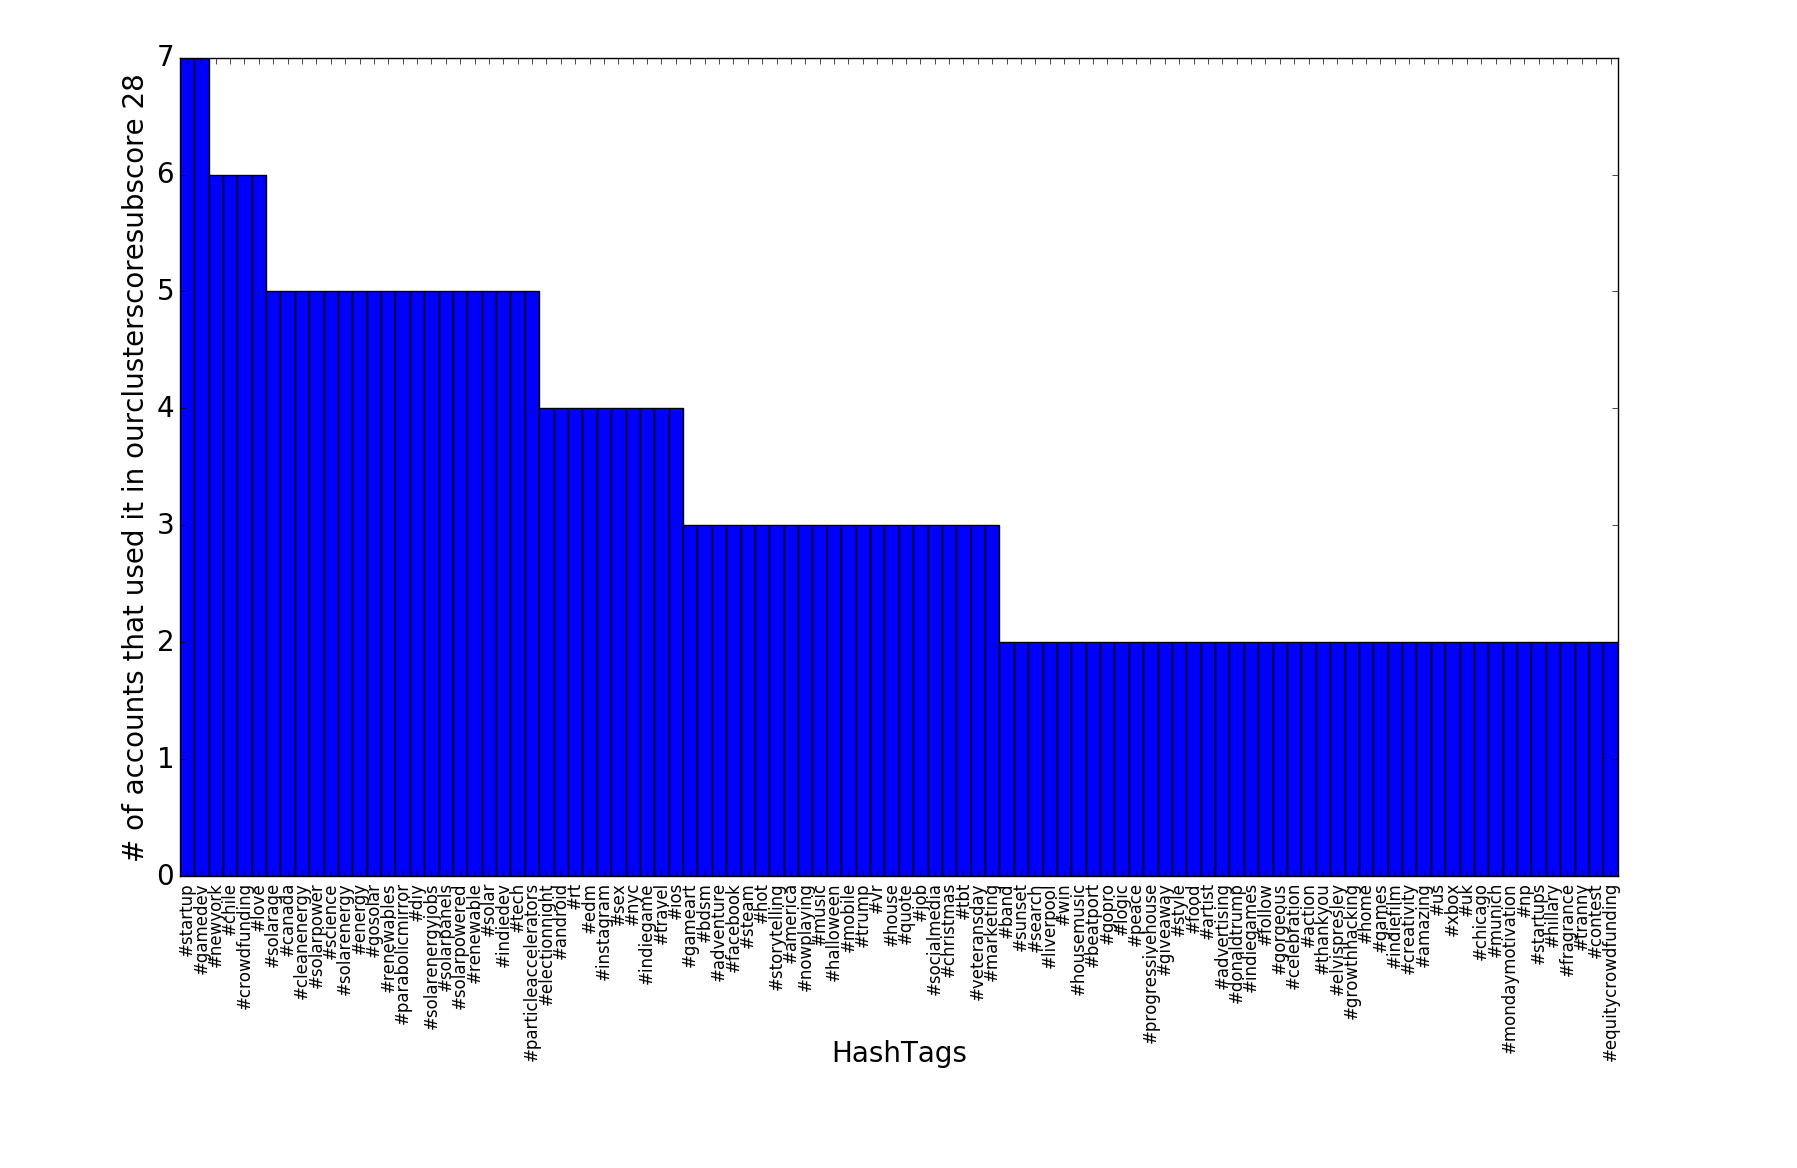 # of accounts that used it in ourclusterscoresubscore 28
7
6
5
4
3
2
1
0
#startup
#gamedev
#newyork
#chile
#crowdfunding
#love
#solarage
#canada
#cleanenergy
#solarpower
#science
#solarenergy
#energy
#gosolar
#renewables
#parabolicmirror
#diy
#solarenergyjobs
#solarpanels
#solarpowered
#renewable
#solar
#indiedev
#tech
#particleaccelerators
#electionnight
#android
#rt
#edm
#instagram
#sex
#nyc
#indiegame
#travel
#ios
#gameart
#bdsm
#adventure
#facebook
#steam
#hot
#storytelling
#america
#nowplaying
#music
#halloween
#mobile
#trump
#vr
#house
#quote
#job
#socialmedia
#christmas
#tbt
#veteransday
#marketing
#band
#sunset
#search
#liverpool
#win
#housemusic
#beatport
#gopro
#logic
#peace
#progressivehouse
#giveaway
#style
#food
#artist
#advertising
#donaldtrump
#indiegames
#follow
#gorgeous
#celebration
#action
#thankyou
#elvispresley
#growthhacking
#home
#games
#indiefilm
#creativity
#amazing
#us
#xbox
#uk
#chicago
#munich
#mondaymotivation
#np
#startups
#hillary
#fragrance
#tranny
#contest
#equitycrowdfunding
HashTags